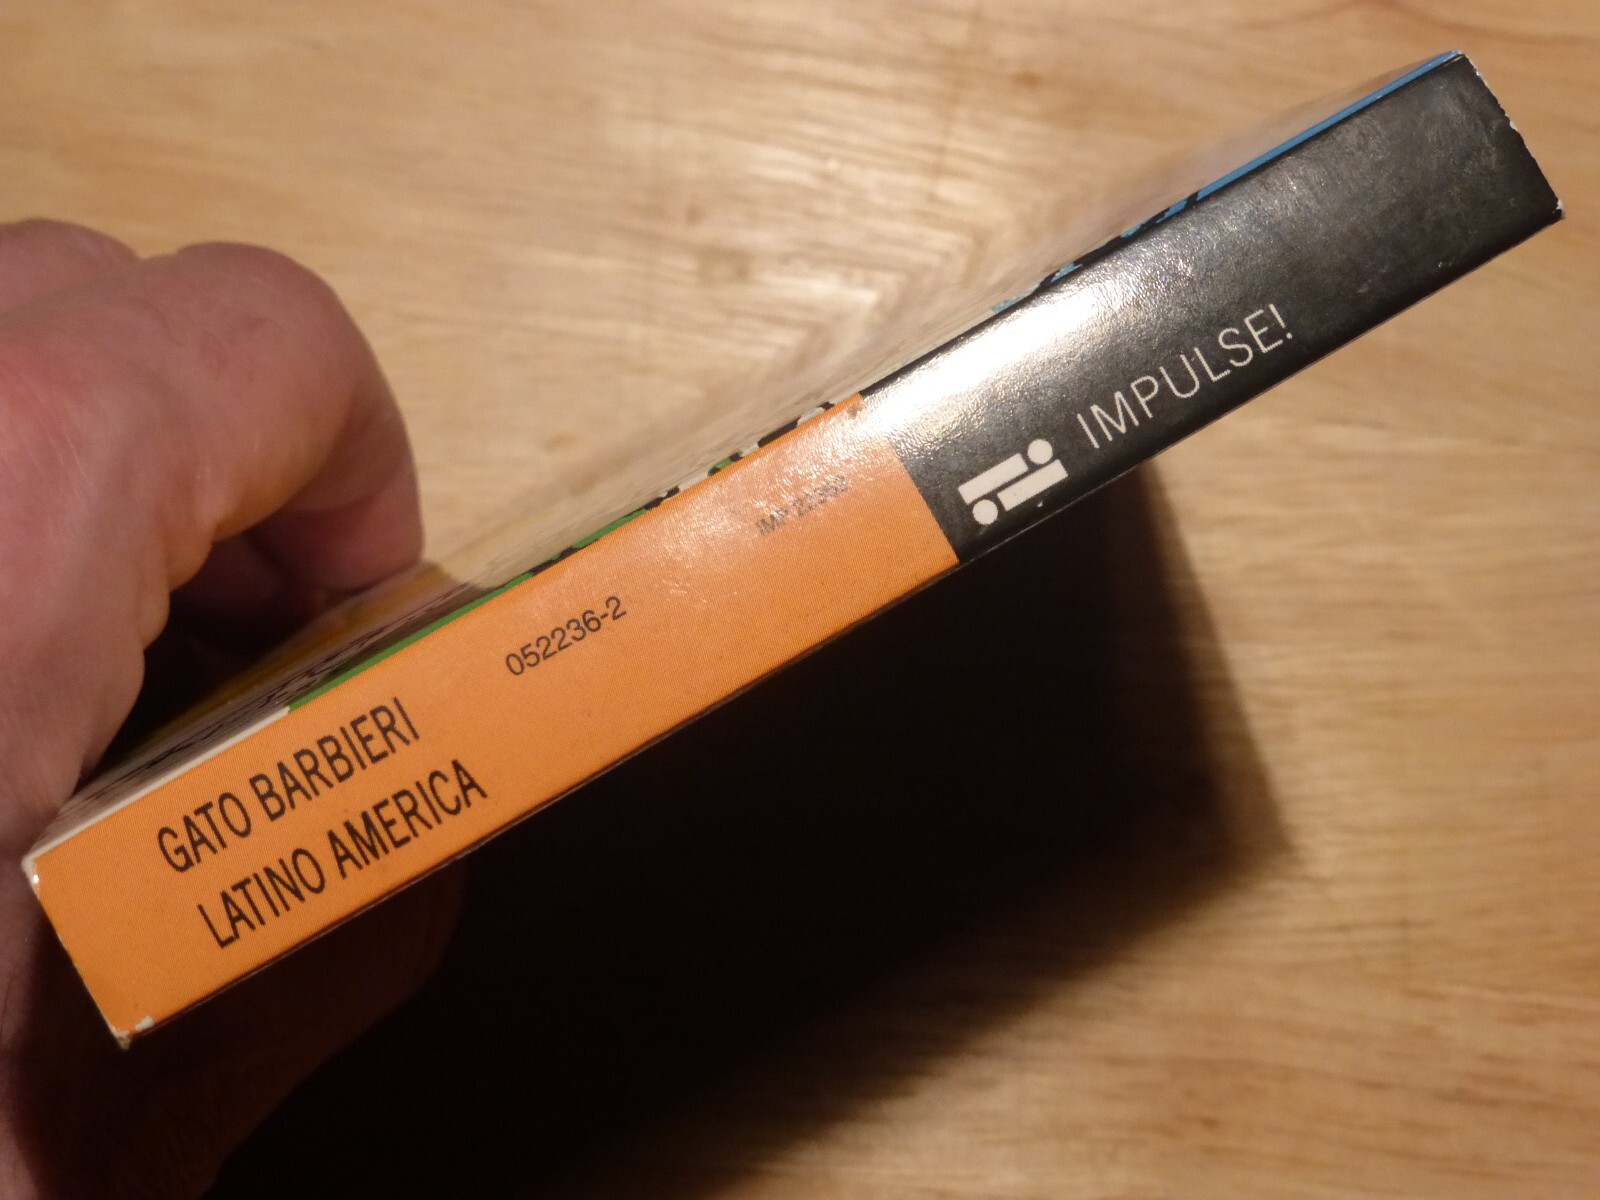 GATO BARBIERI
LATINO AMERICA
052236-2
IMPULSE!